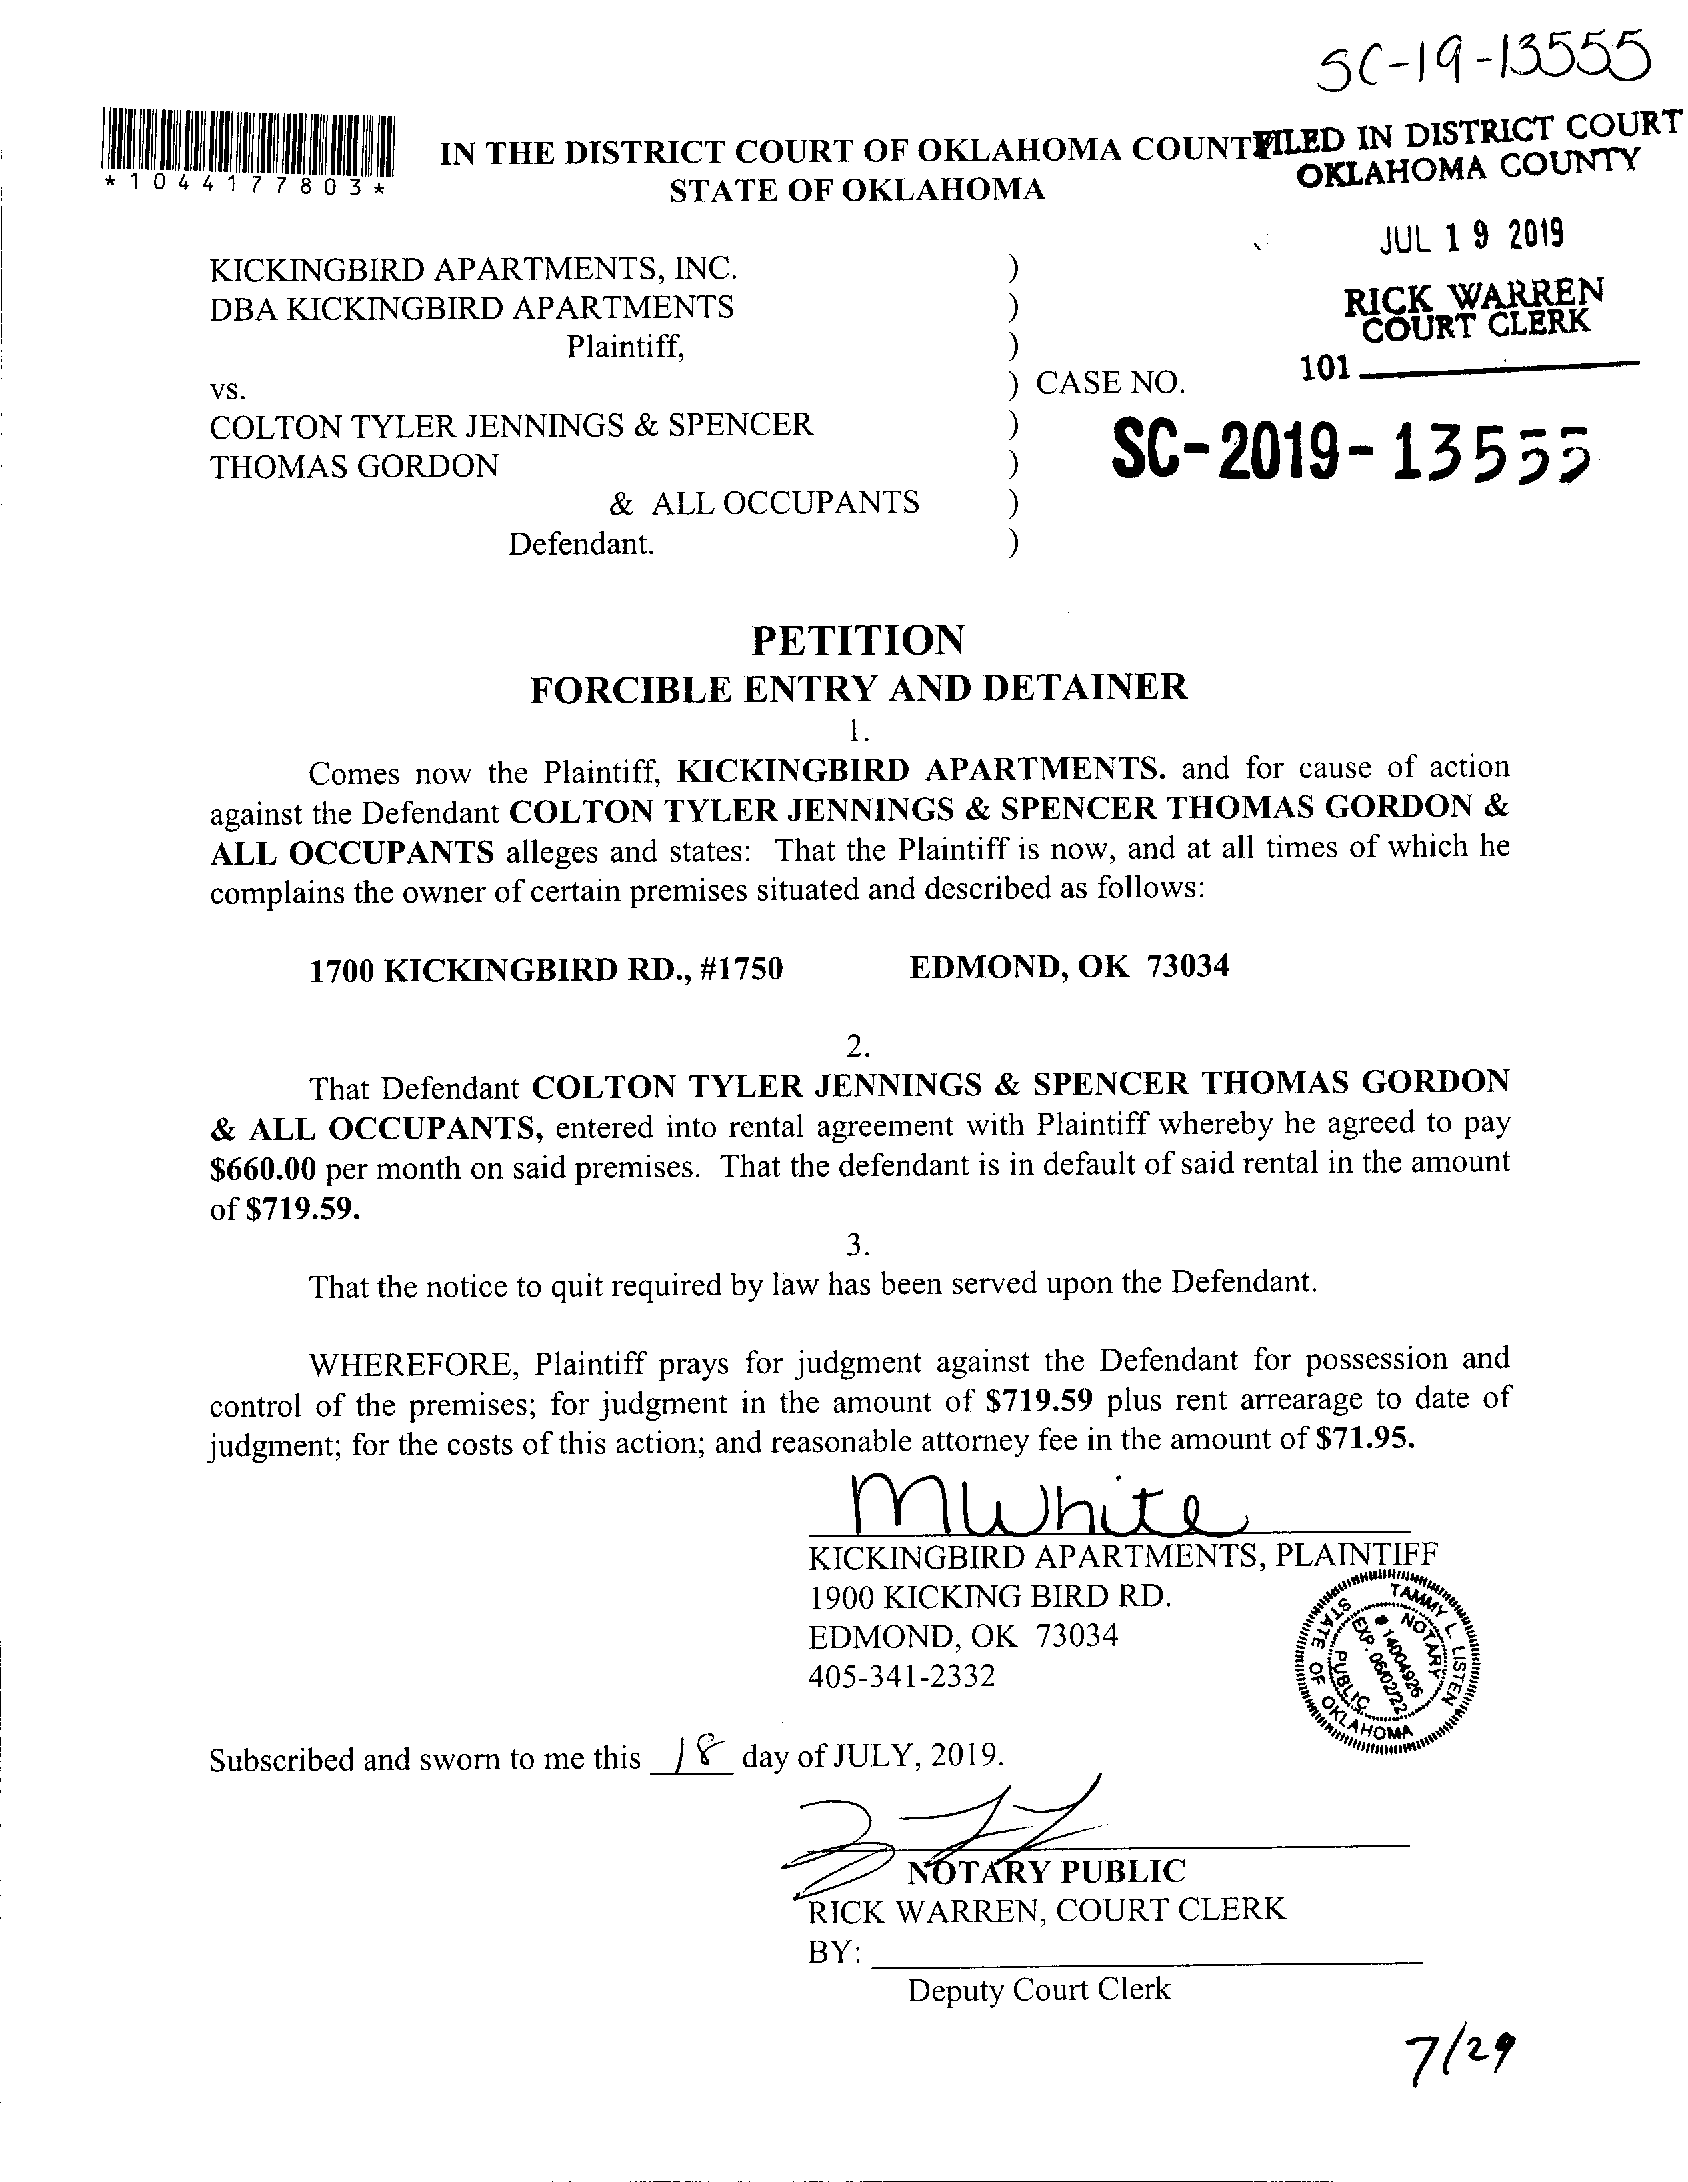 SC-19-13555
*1044177803*
IN THE DISTRICT COURT OF OKLAHOMA COUNT
STATE OF OKLAHOMA
FILED IN DISTRICT COURT
OKLAHOMA COUNTY
JUL 19 2019
RICK WARREN
COURT CLERK
101
KICKINGBIRD APARTMENTS, INC. )
DBA KICKINGBIRD APARTMENTS )
Plaintiff, )
vs. ) CASE NO.
COLTON TYLER JENNINGS & SPENCER )
THOMAS GORDON )
& ALL OCCUPANTS )
Defendant. )
SC-2019-13555
PETITION
FORCIBLE ENTRY AND DETAINER
1.
Comes now the Plaintiff, KICKINGBIRD APARTMENTS. and for cause of action
against the Defendant COLTON TYLER JENNINGS & SPENCER THOMAS GORDON &
ALL OCCUPANTS alleges and states: That the Plaintiff is now, and at all times of which he
complains the owner of certain premises situated and described as follows:
1700 KICKINGBIRD RD., #1750 EDMOND, OK 73034
2.
That Defendant COLTON TYLER JENNINGS & SPENCER THOMAS GORDON
& ALL OCCUPANTS, entered into rental agreement with Plaintiff whereby he agreed to pay
$660.00 per month on said premises. That the defendant is in default of said rental in the amount
of $719.59.
3.
That the notice to quit required by law has been served upon the Defendant.
WHEREFORE, Plaintiff prays for judgment against the Defendant for possession and
control of the premises; for judgment in the amount of $719.59 plus rent arrearage to date of
judgment; for the costs of this action; and reasonable attorney fee in the amount of $71.95.
MWhite
KICKINGBIRD APARTMENTS, PLAINTIFF
1900 KICKING BIRD RD.
EDMOND, OK 73034
405-341-2332
TAMMY L. LISTEN
NOTARY
# 14004926
EXP. 06/02/22
PUBLIC
STATE OF OKLAHOMA
Subscribed and sworn to me this 18 day of JULY, 2019.
NOTARY PUBLIC
RICK WARREN, COURT CLERK
BY:
Deputy Court Clerk
7/29